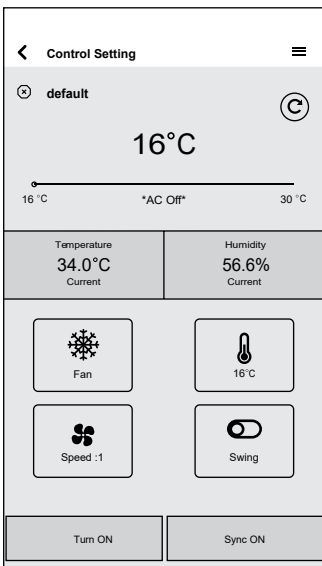 Control Setting
default
16°C
16 °C *AC Off* 30 °C
Temperature Humidity
34.0°C 56.6%
Current Current
Fan 16°C
Speed :1 Swing
Turn ON Sync ON